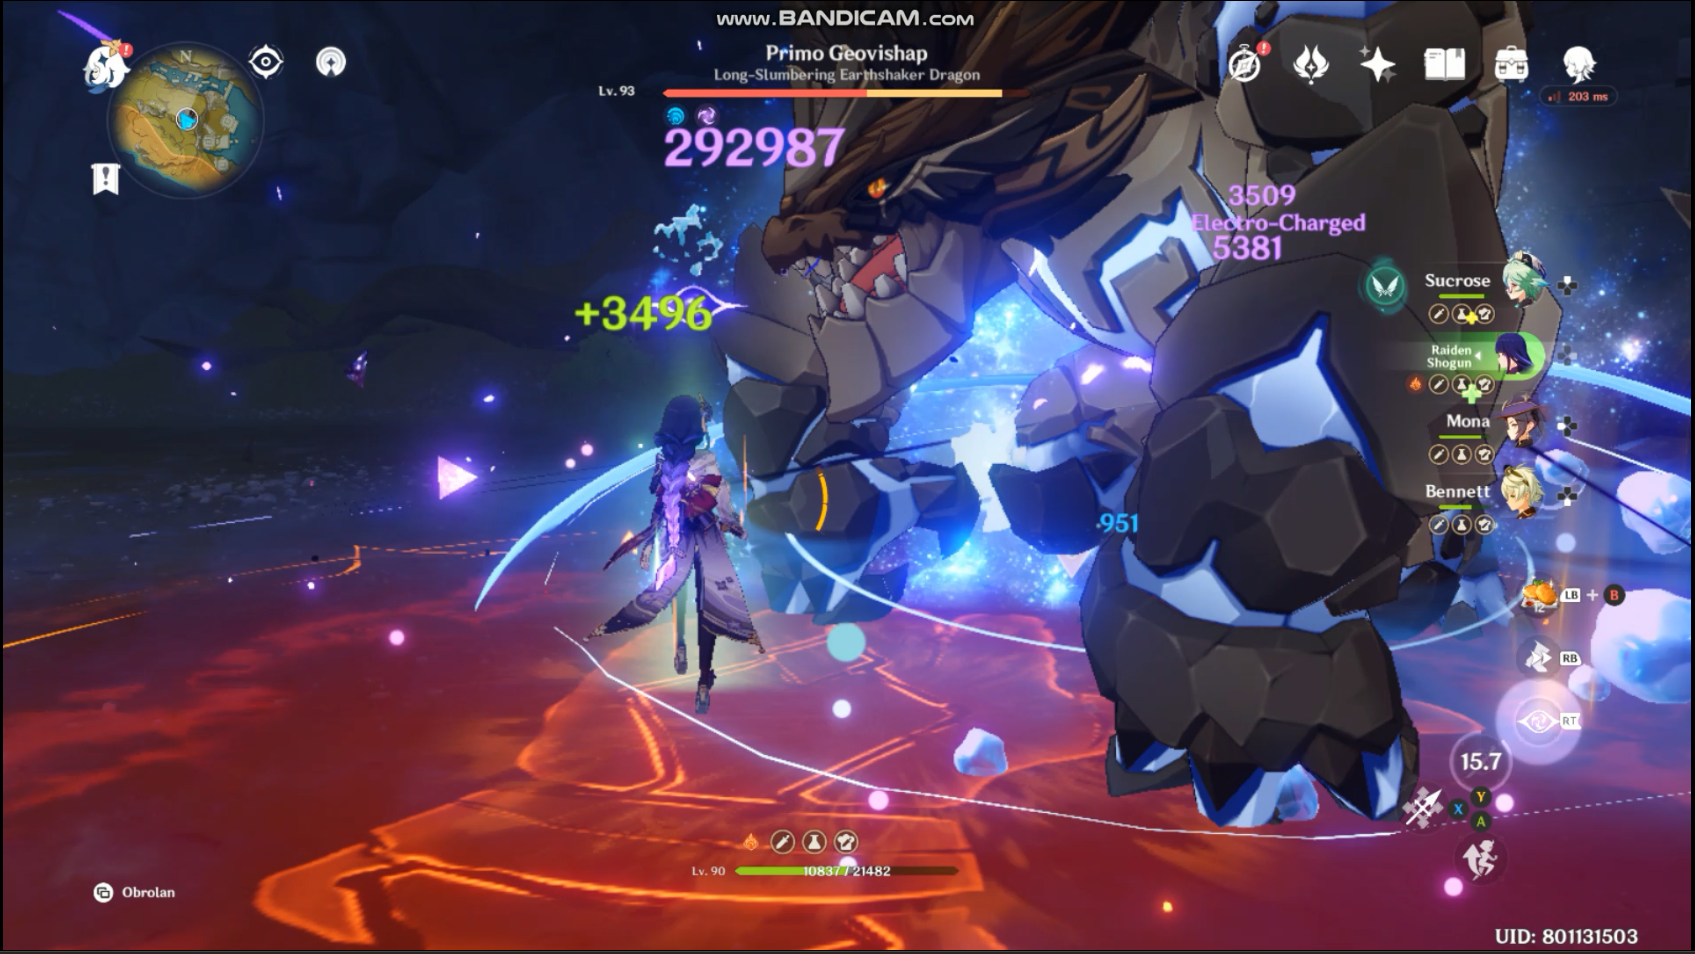 www.BANDICAM.com
Primo Geovishap
Long-Slumbering Earthshaker Dragon
Lv. 93
N
203 ms
292987
3509
Electro-Charged
5381
+3496
951
Sucrose
Raiden
Shogun
Mona
Bennett
12
LB + B
RB
RT
15.7
Y
X
A
Lv. 90
10837 / 21482
Obrolan
UID: 801131503